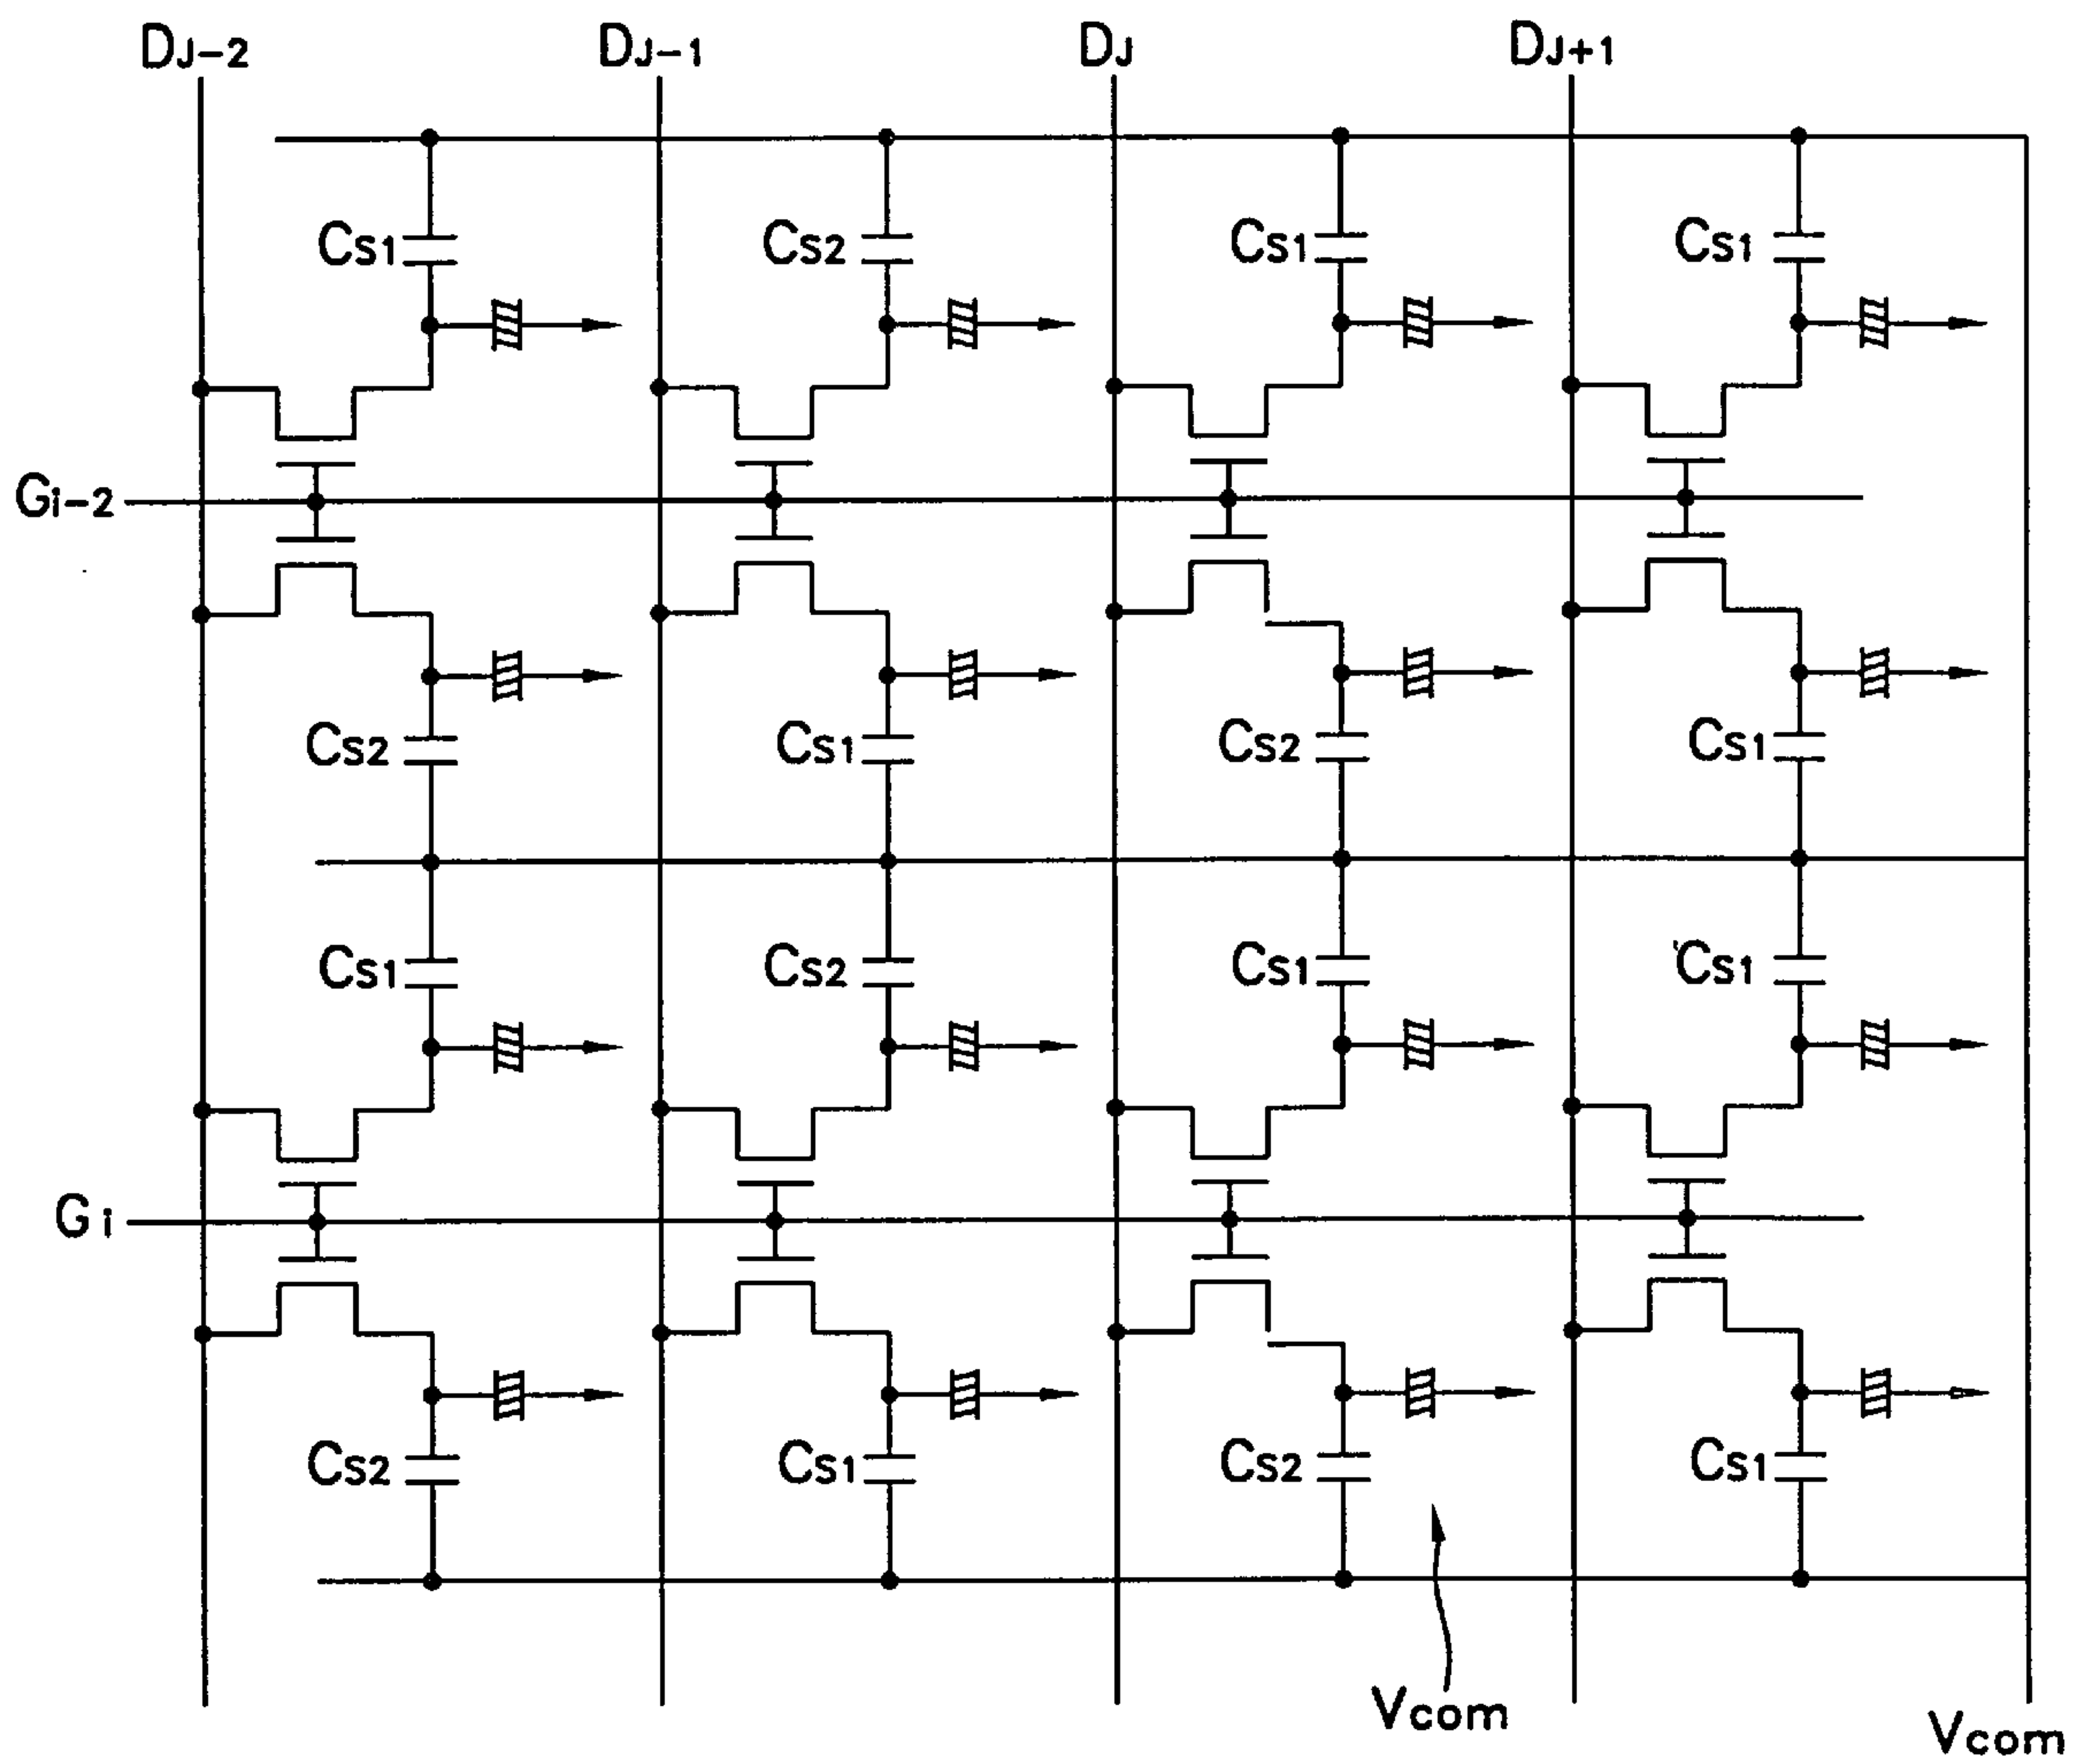 DJ-2 DJ-1 DJ DJ+1
CS1 CS2 CS1 CS1
Gi-2
CS2 CS1 CS2 CS1
CS1 CS2 CS1 CS1
Gi
CS2 CS1 CS2 CS1
Vcom
Vcom